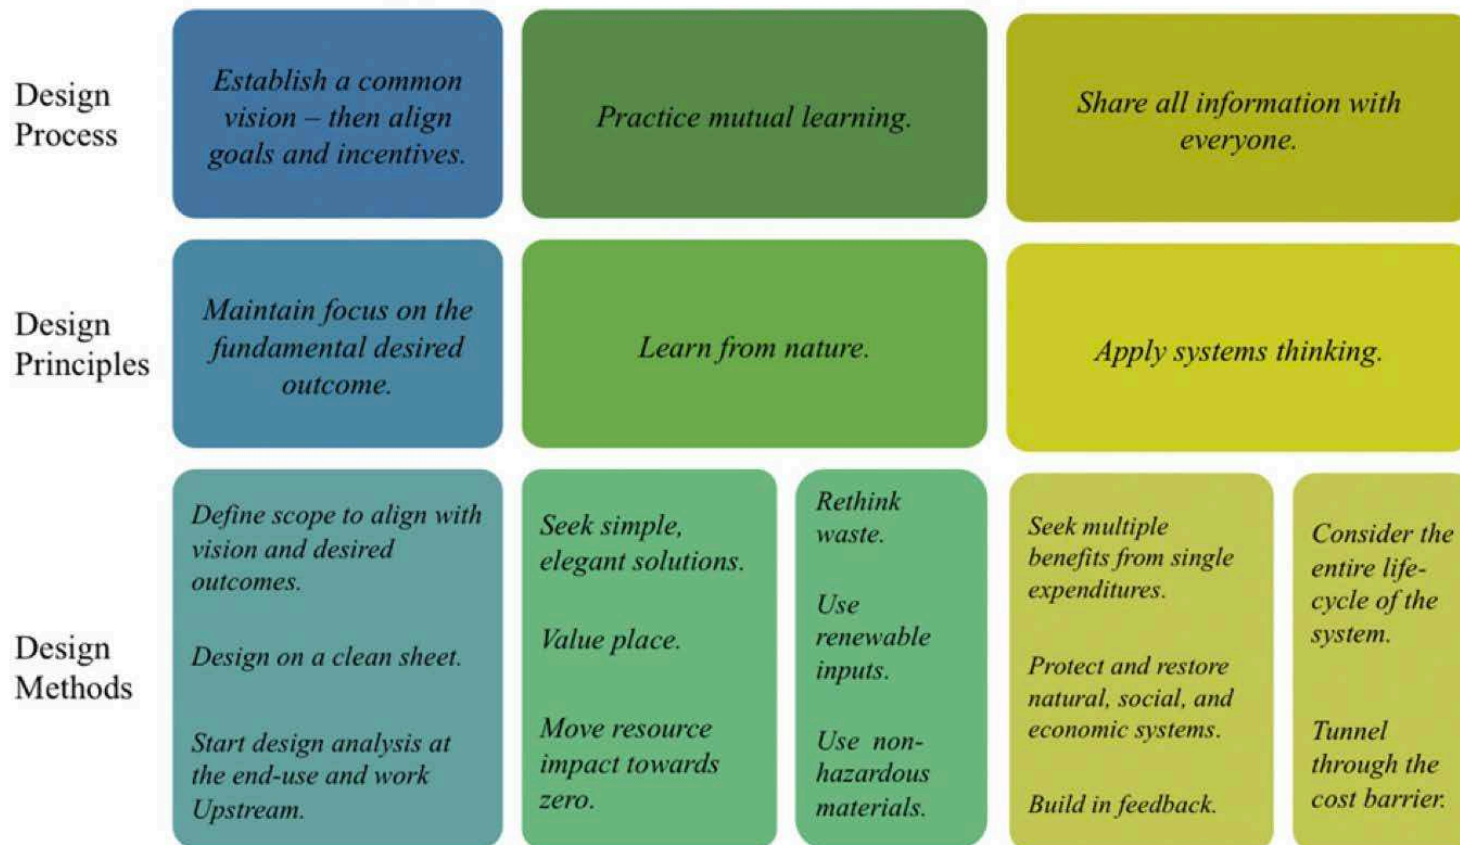 Design
Process
Establish a common
vision – then align
goals and incentives.
Practice mutual learning.
Share all information with
everyone.
Design
Principles
Maintain focus on the
fundamental desired
outcome.
Learn from nature.
Apply systems thinking.
Design
Methods
Define scope to align with
vision and desired
outcomes.
Design on a clean sheet.
Start design analysis at
the end-use and work
Upstream.
Seek simple,
elegant solutions.
Value place.
Move resource
impact towards
zero.
Rethink
waste.
Use
renewable
inputs.
Use non-
hazardous
materials.
Seek multiple
benefits from single
expenditures.
Protect and restore
natural, social, and
economic systems.
Build in feedback.
Consider the
entire life-
cycle of the
system.
Tunnel
through the
cost barrier.